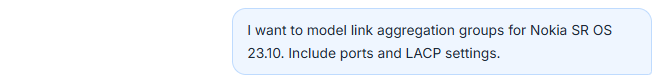 I want to model link aggregation groups for Nokia SR OS
23.10. Include ports and LACP settings.